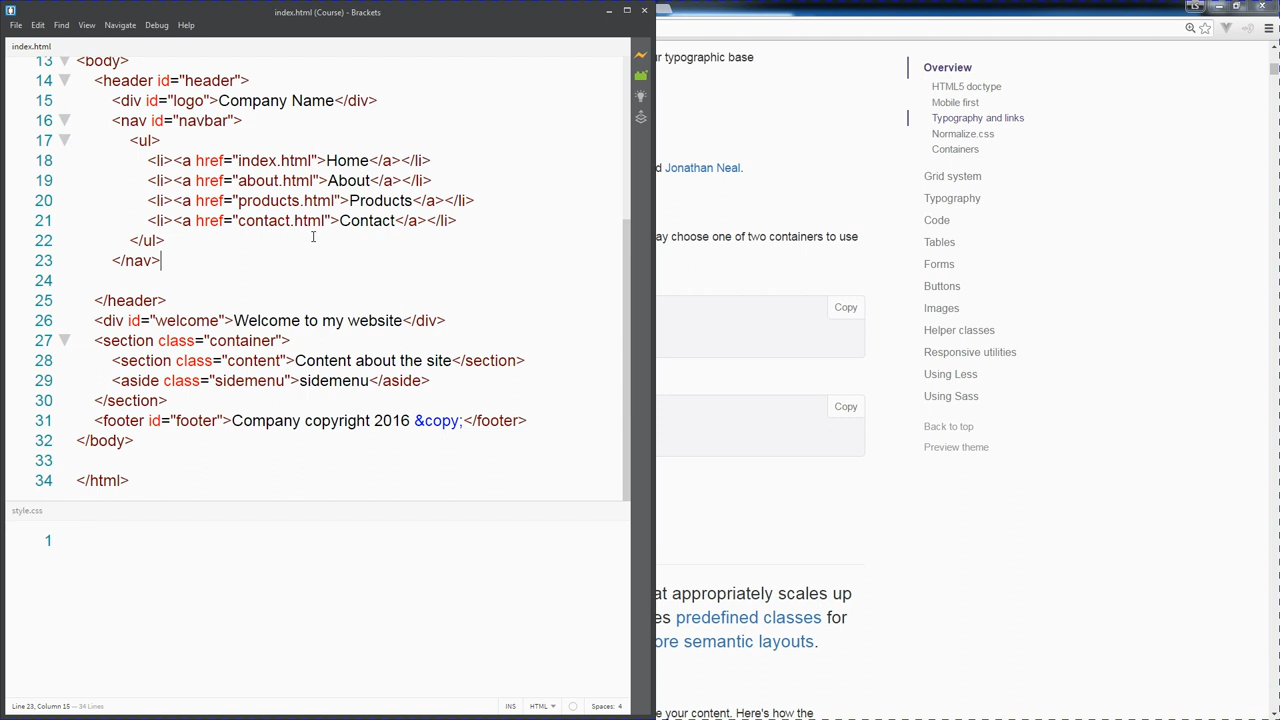 index.html (Course) - Brackets
File Edit Find View Navigate Debug Help
index.html
13 <body>
14 <header id="header">
15 <div id="logo">Company Name</div>
16 <nav id="navbar">
17 <ul>
18 <li><a href="index.html">Home</a></li>
19 <li><a href="about.html">About</a></li>
20 <li><a href="products.html">Products</a></li>
21 <li><a href="contact.html">Contact</a></li>
22 </ul>
23 </nav>
24
25 </header>
26 <div id="welcome">Welcome to my website</div>
27 <section class="container">
28 <section class="content">Content about the site</section>
29 <aside class="sidemenu">sidemenu</aside>
30 </section>
31 <footer id="footer">Company copyright 2016 &copy;</footer>
32 </body>
33
34 </html>
style.css
1
Line 23, Column 15 — 34 Lines
INS HTML Spaces: 4
r typographic base
d Jonathan Neal.
ay choose one of two containers to use
Copy
Copy
at appropriately scales up
es predefined classes for
ore semantic layouts.
e your content. Here's how the
Overview
HTML5 doctype
Mobile first
Typography and links
Normalize.css
Containers
Grid system
Typography
Code
Tables
Forms
Buttons
Images
Helper classes
Responsive utilities
Using Less
Using Sass
Back to top
Preview theme